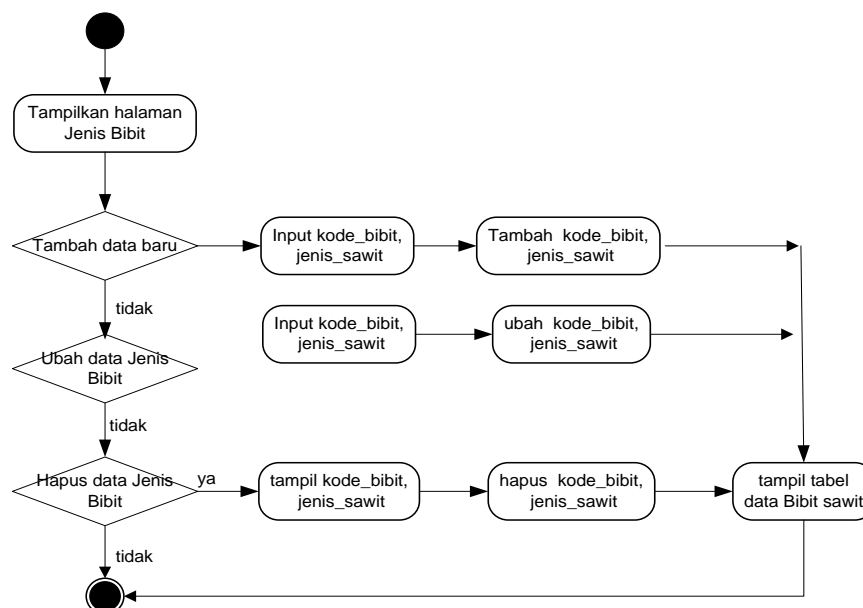 Tampilkan halaman
Jenis Bibit
Tambah data baru
Input kode_bibit,
jenis_sawit
Tambah kode_bibit,
jenis_sawit
tidak
Ubah data Jenis
Bibit
Input kode_bibit,
jenis_sawit
ubah kode_bibit,
jenis_sawit
tidak
Hapus data Jenis
Bibit
ya
tampil kode_bibit,
jenis_sawit
hapus kode_bibit,
jenis_sawit
tampil tabel
data Bibit sawit
tidak